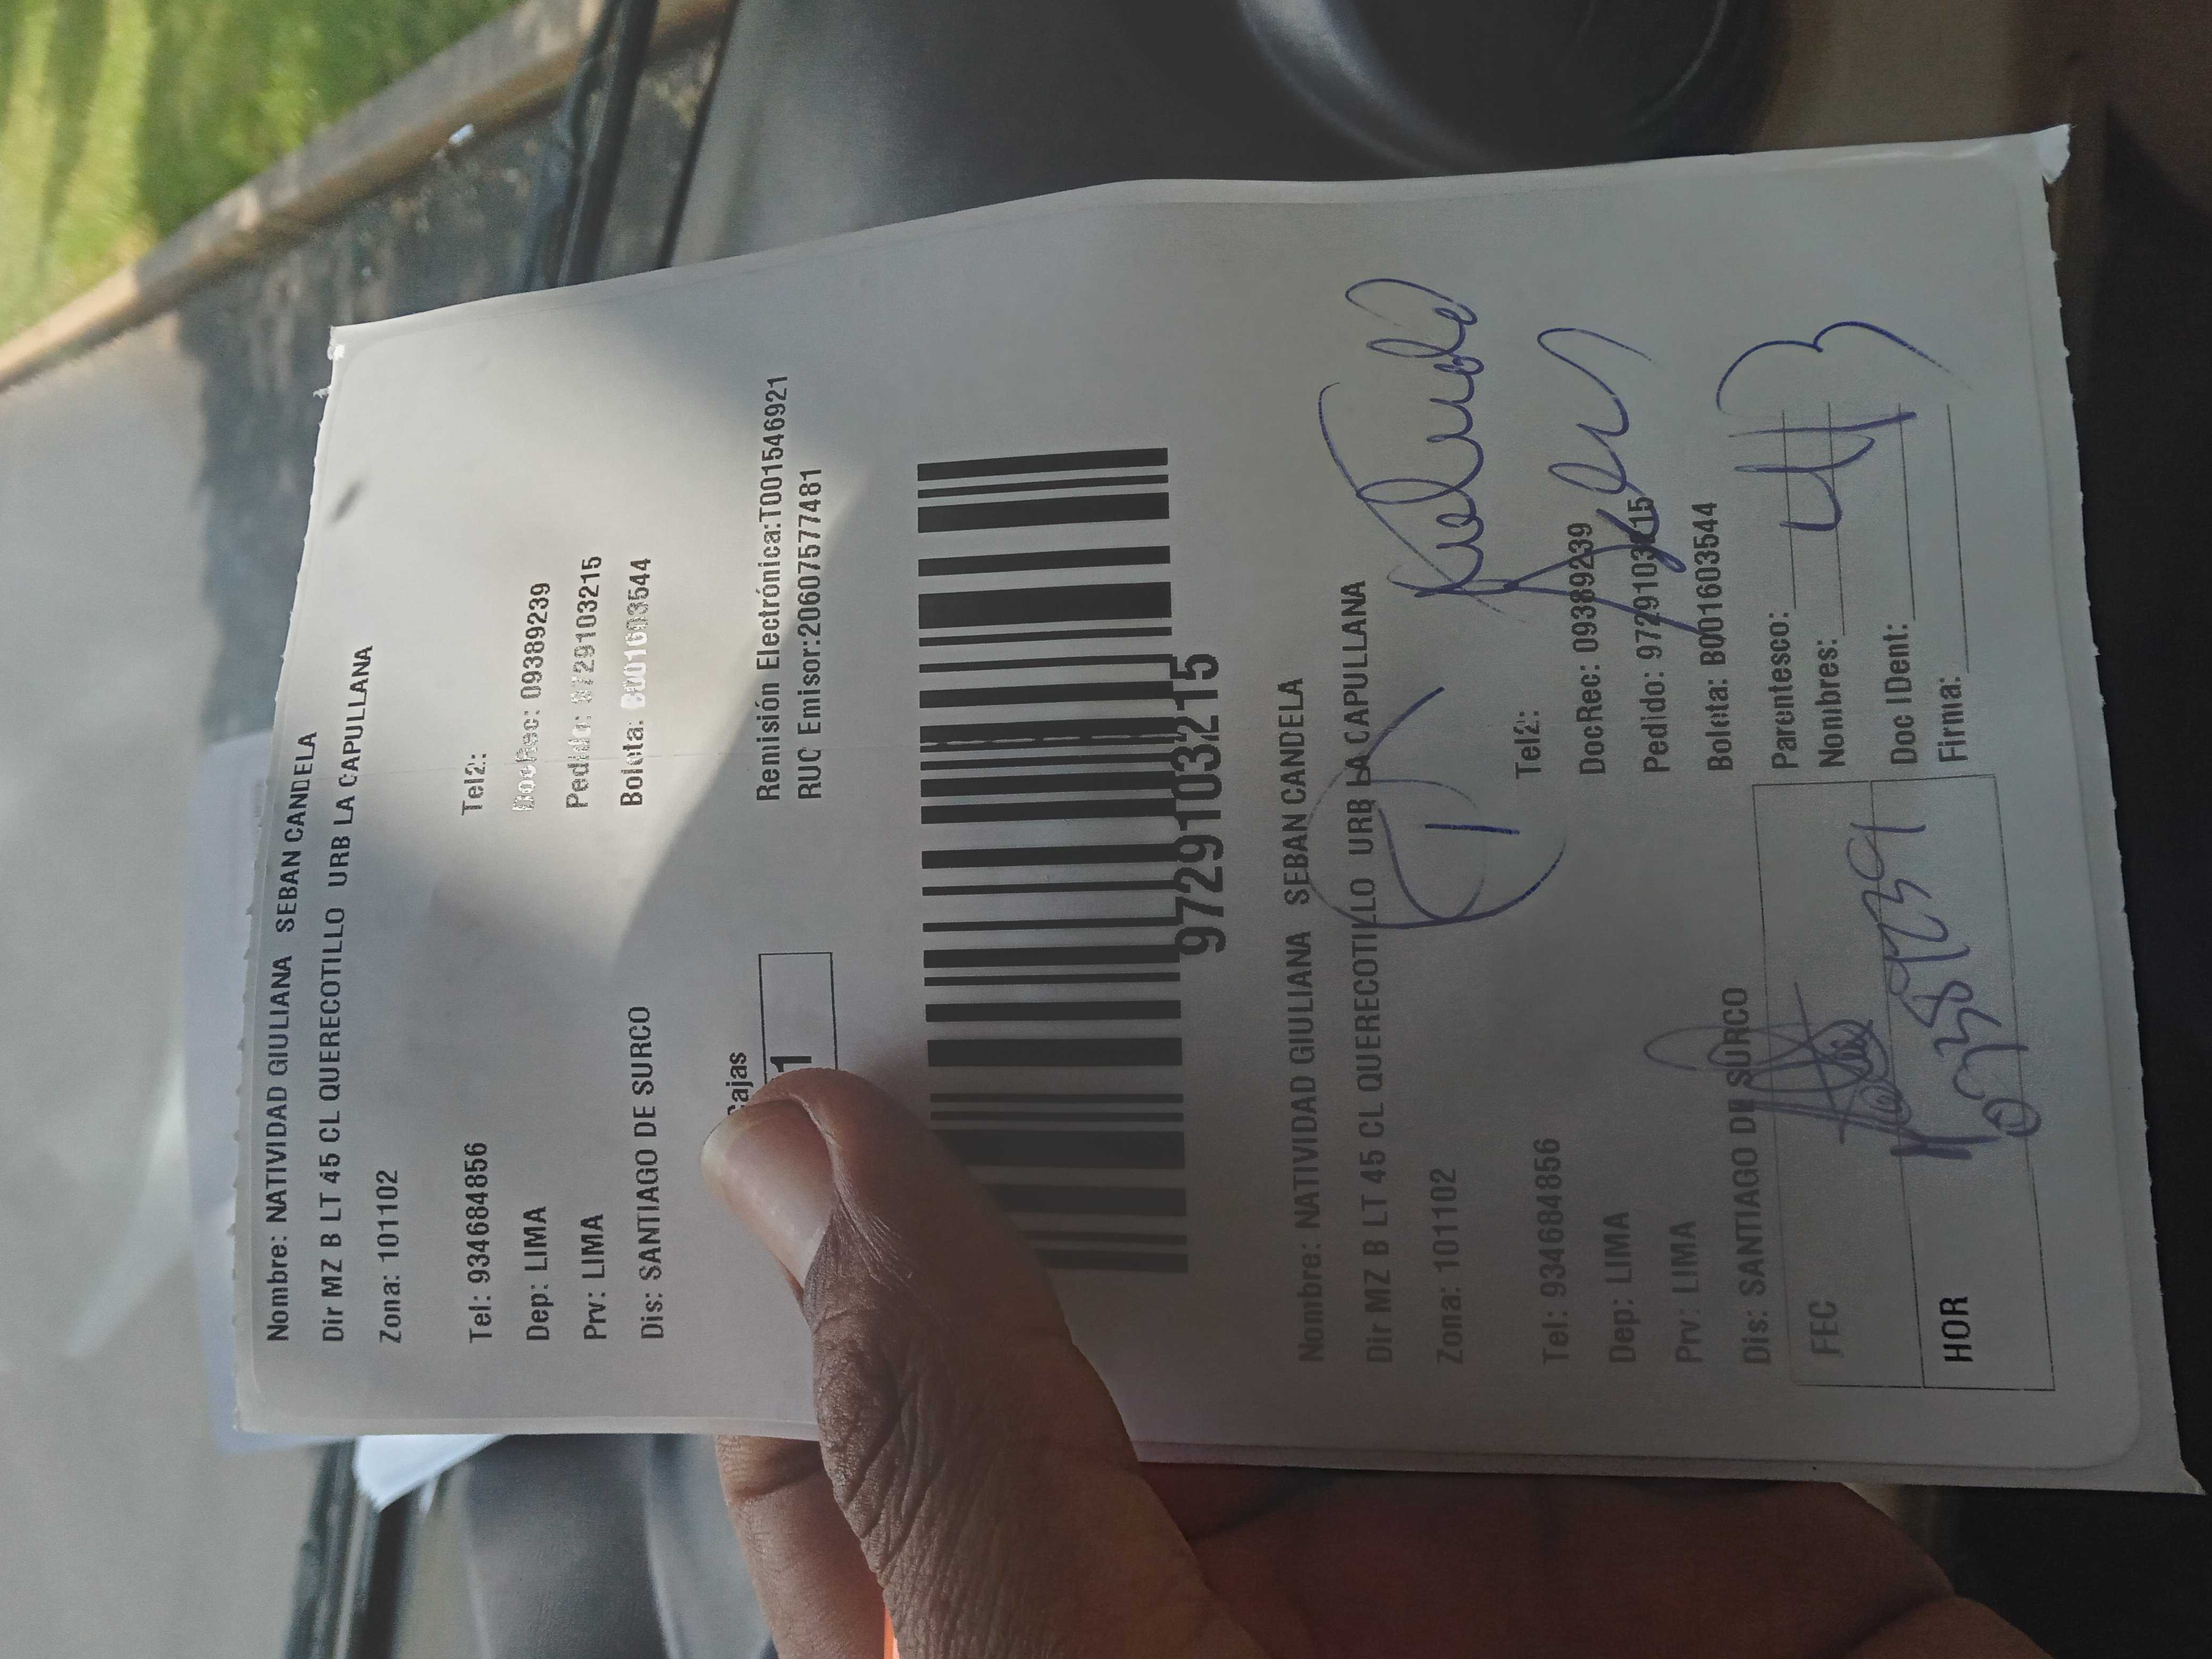 Nombre: NATIVIDAD GIULIANA SEBAN CANDELA
Dir MZ B LT 45 CL QUERECOTILLO URB LA CAPULLANA
Zona: 101102
Tel: 934684856 Tel2:
Dep: LIMA DocRec: 09389239
Prv: LIMA Pedido: 9729103215
Dis: SANTIAGO DE SURCO Boleta: B001603544
cajas Remisión Electrónica:T001546921
1 RUC Emisor:20607577481
9729103215
Nombre: NATIVIDAD GIULIANA SEBAN CANDELA
Dir MZ B LT 45 CL QUERECOTILLO URB LA CAPULLANA
Zona: 101102
Tel: 934684856 Tel2:
Dep: LIMA DocRec: 09389239
Prv: LIMA Pedido: 9729103215
Dis: SANTIAGO DE SURCO Boleta: B001603544
FEC Parentesco:
Nombres:
HOR Doc IDent:
09389239 Firma: